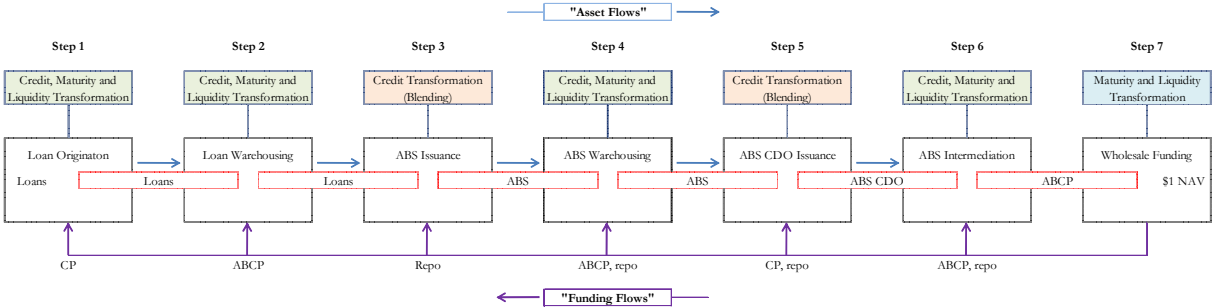 "Asset Flows"
Step 1 Step 2 Step 3 Step 4 Step 5 Step 6 Step 7
Credit, Maturity and
Liquidity Transformation
Credit, Maturity and
Liquidity Transformation
Credit Transformation
(Blending)
Credit, Maturity and
Liquidity Transformation
Credit Transformation
(Blending)
Credit, Maturity and
Liquidity Transformation
Maturity and Liquidity
Transformation
Loan Originaton Loan Warehousing ABS Issuance ABS Warehousing ABS CDO Issuance ABS Intermediation Wholesale Funding
Loans Loans Loans ABS ABS ABS CDO ABCP $1 NAV
CP ABCP Repo ABCP, repo CP, repo ABCP, repo
"Funding Flows"